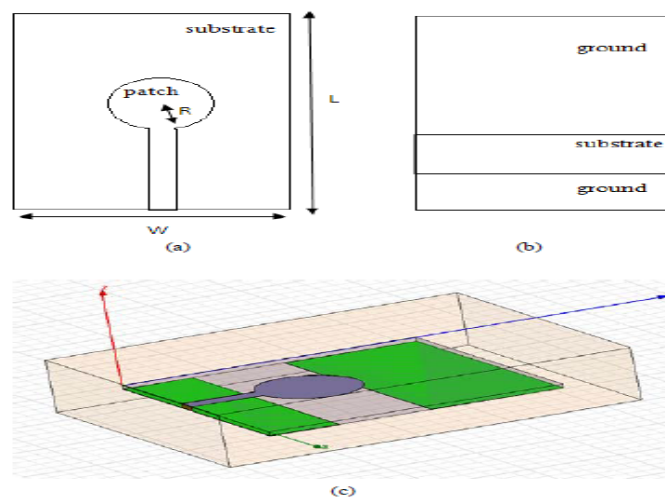 substrate
patch
R
L
W
(a)
ground
substrate
ground
(b)
(c)